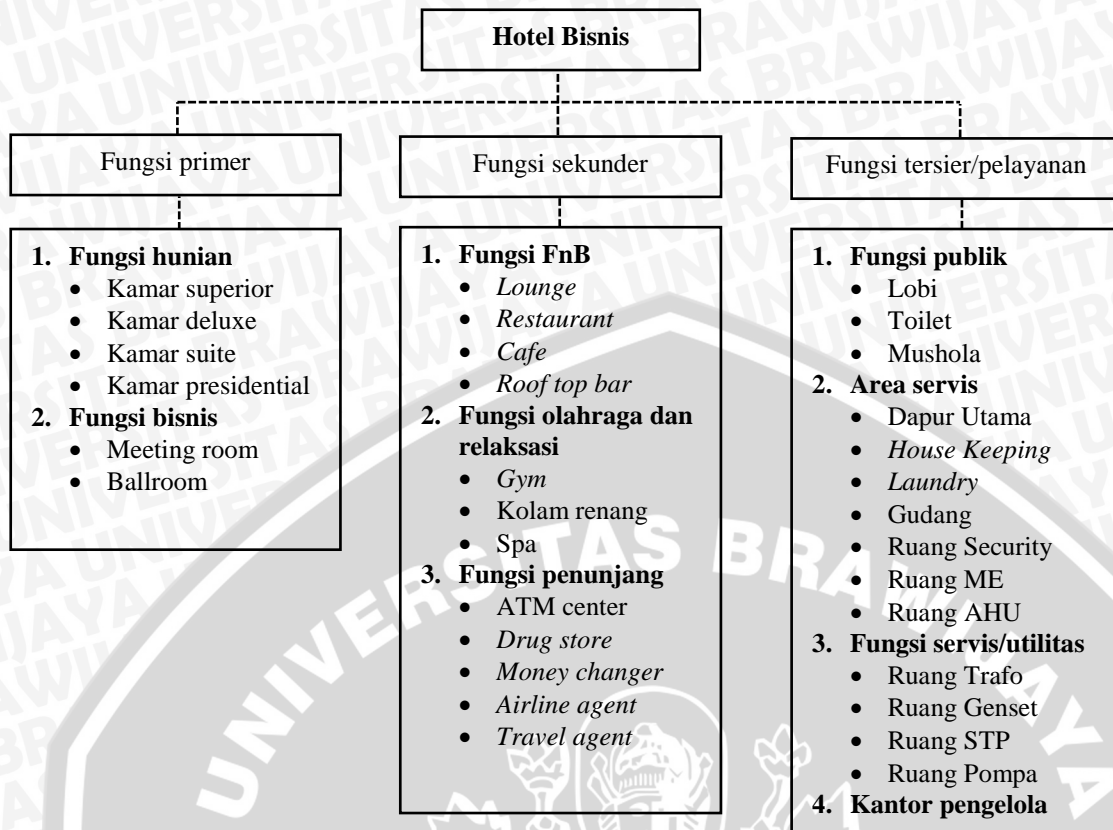 Hotel Bisnis
Fungsi primer
1. Fungsi hunian
• Kamar superior
• Kamar deluxe
• Kamar suite
• Kamar presidential
2. Fungsi bisnis
• Meeting room
• Ballroom
Fungsi sekunder
1. Fungsi FnB
• Lounge
• Restaurant
• Cafe
• Roof top bar
2. Fungsi olahraga dan
relaksasi
• Gym
• Kolam renang
• Spa
3. Fungsi penunjang
• ATM center
• Drug store
• Money changer
• Airline agent
• Travel agent
Fungsi tersier/pelayanan
1. Fungsi publik
• Lobi
• Toilet
• Mushola
2. Area servis
• Dapur Utama
• House Keeping
• Laundry
• Gudang
• Ruang Security
• Ruang ME
• Ruang AHU
3. Fungsi servis/utilitas
• Ruang Trafo
• Ruang Genset
• Ruang STP
• Ruang Pompa
4. Kantor pengelola
UNIVERSITAS BRAWIJAYA